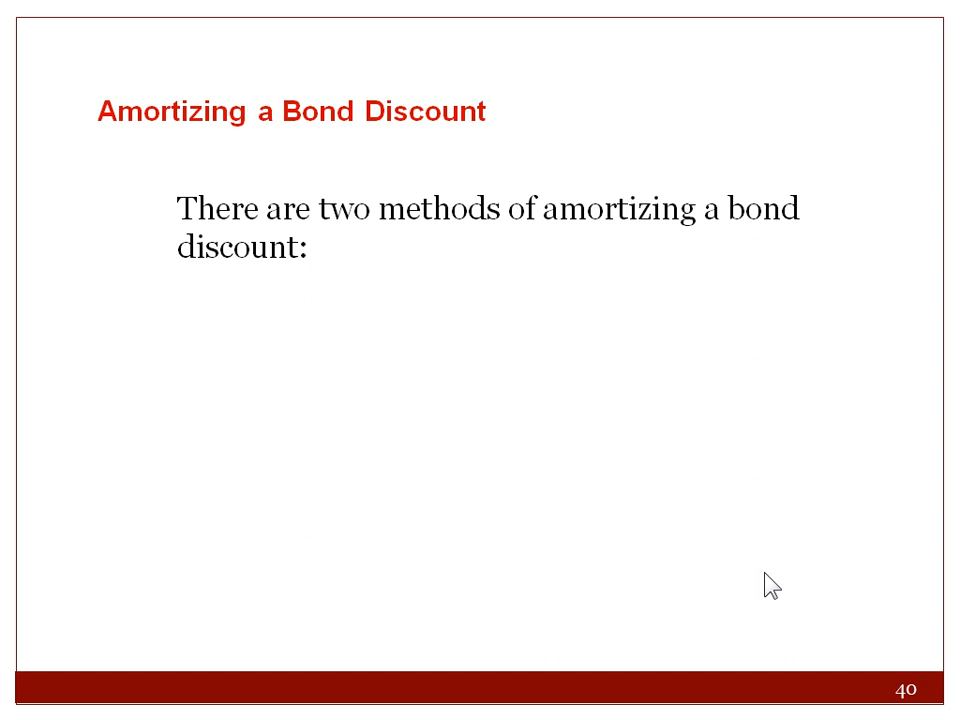 Amortizing a Bond Discount
There are two methods of amortizing a bond
discount:
40